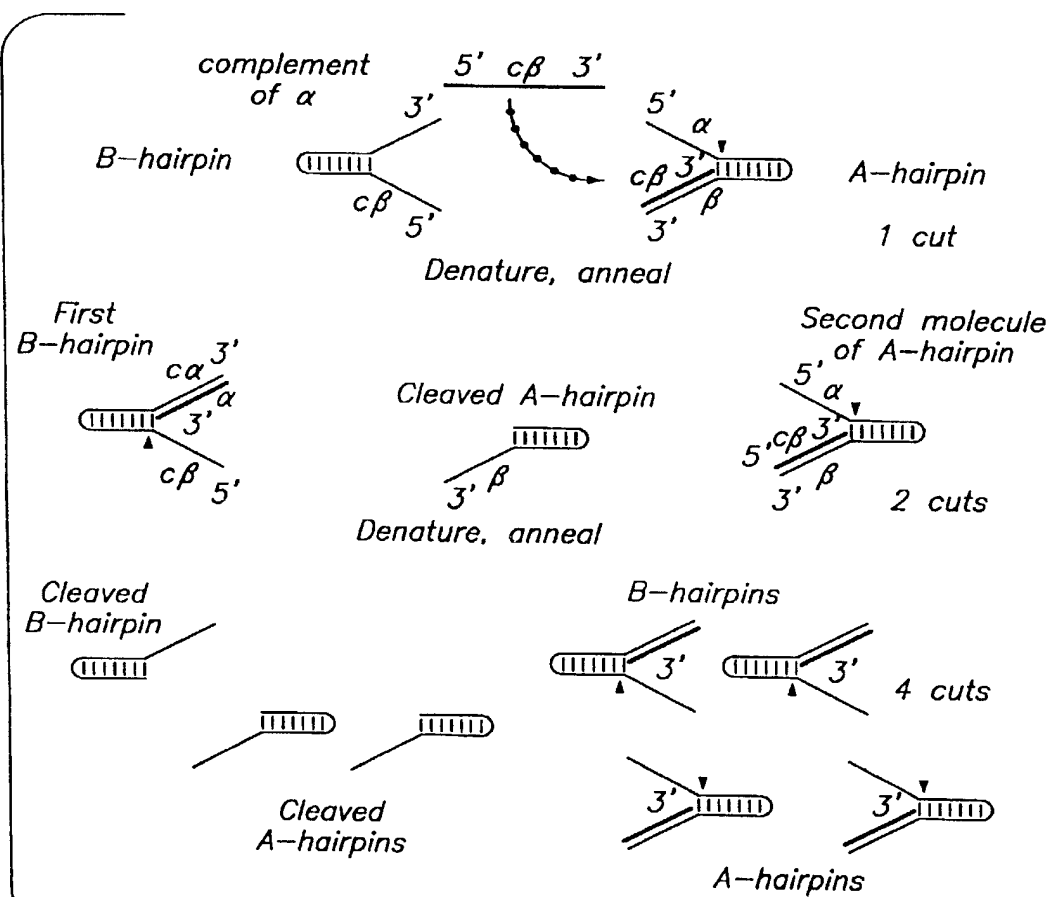 complement
of α
5' cβ 3'
3'
5'
α
B–hairpin
cβ
5'
cβ 3'
β
3'
A–hairpin
1 cut
Denature, anneal
First
B–hairpin
cα 3'
α
3'
cβ 5'
Cleaved A–hairpin
3' β
Denature, anneal
Second molecule
of A–hairpin
5' α
5' cβ 3'
3' β
2 cuts
Cleaved
B–hairpin
B–hairpins
3'
3'
4 cuts
Cleaved
A–hairpins
3'
3'
A–hairpins